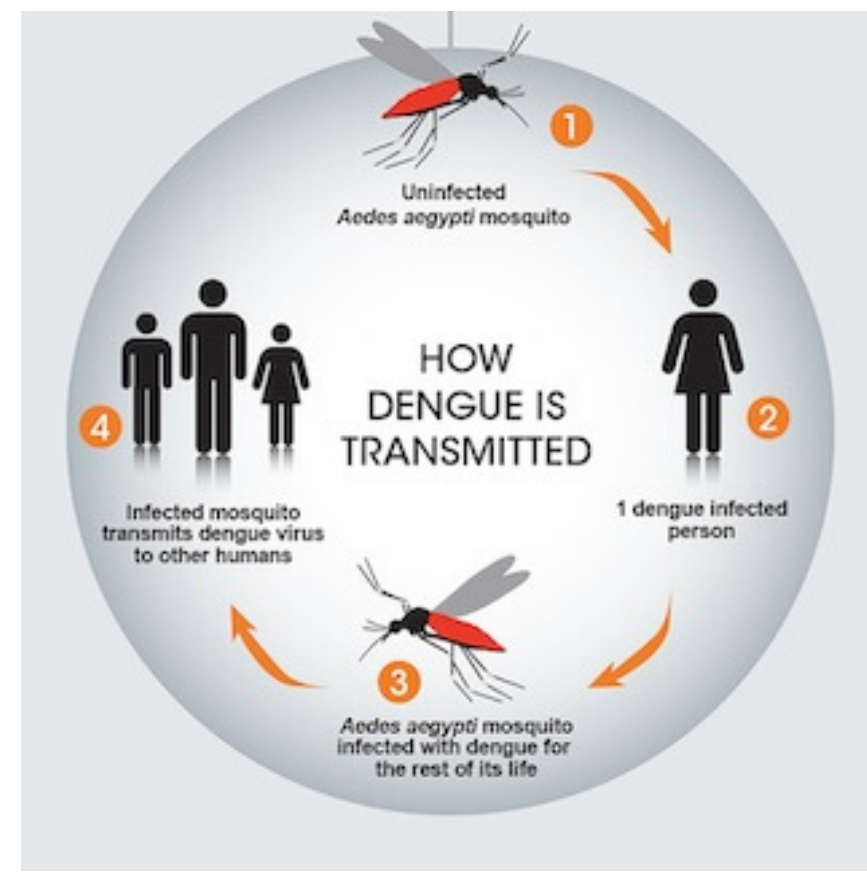 1
Uninfected
Aedes aegypti mosquito
HOW
DENGUE IS
TRANSMITTED
2
1 dengue infected
person
3
Aedes aegypti mosquito
infected with dengue for
the rest of its life
4
Infected mosquito
transmits dengue virus
to other humans